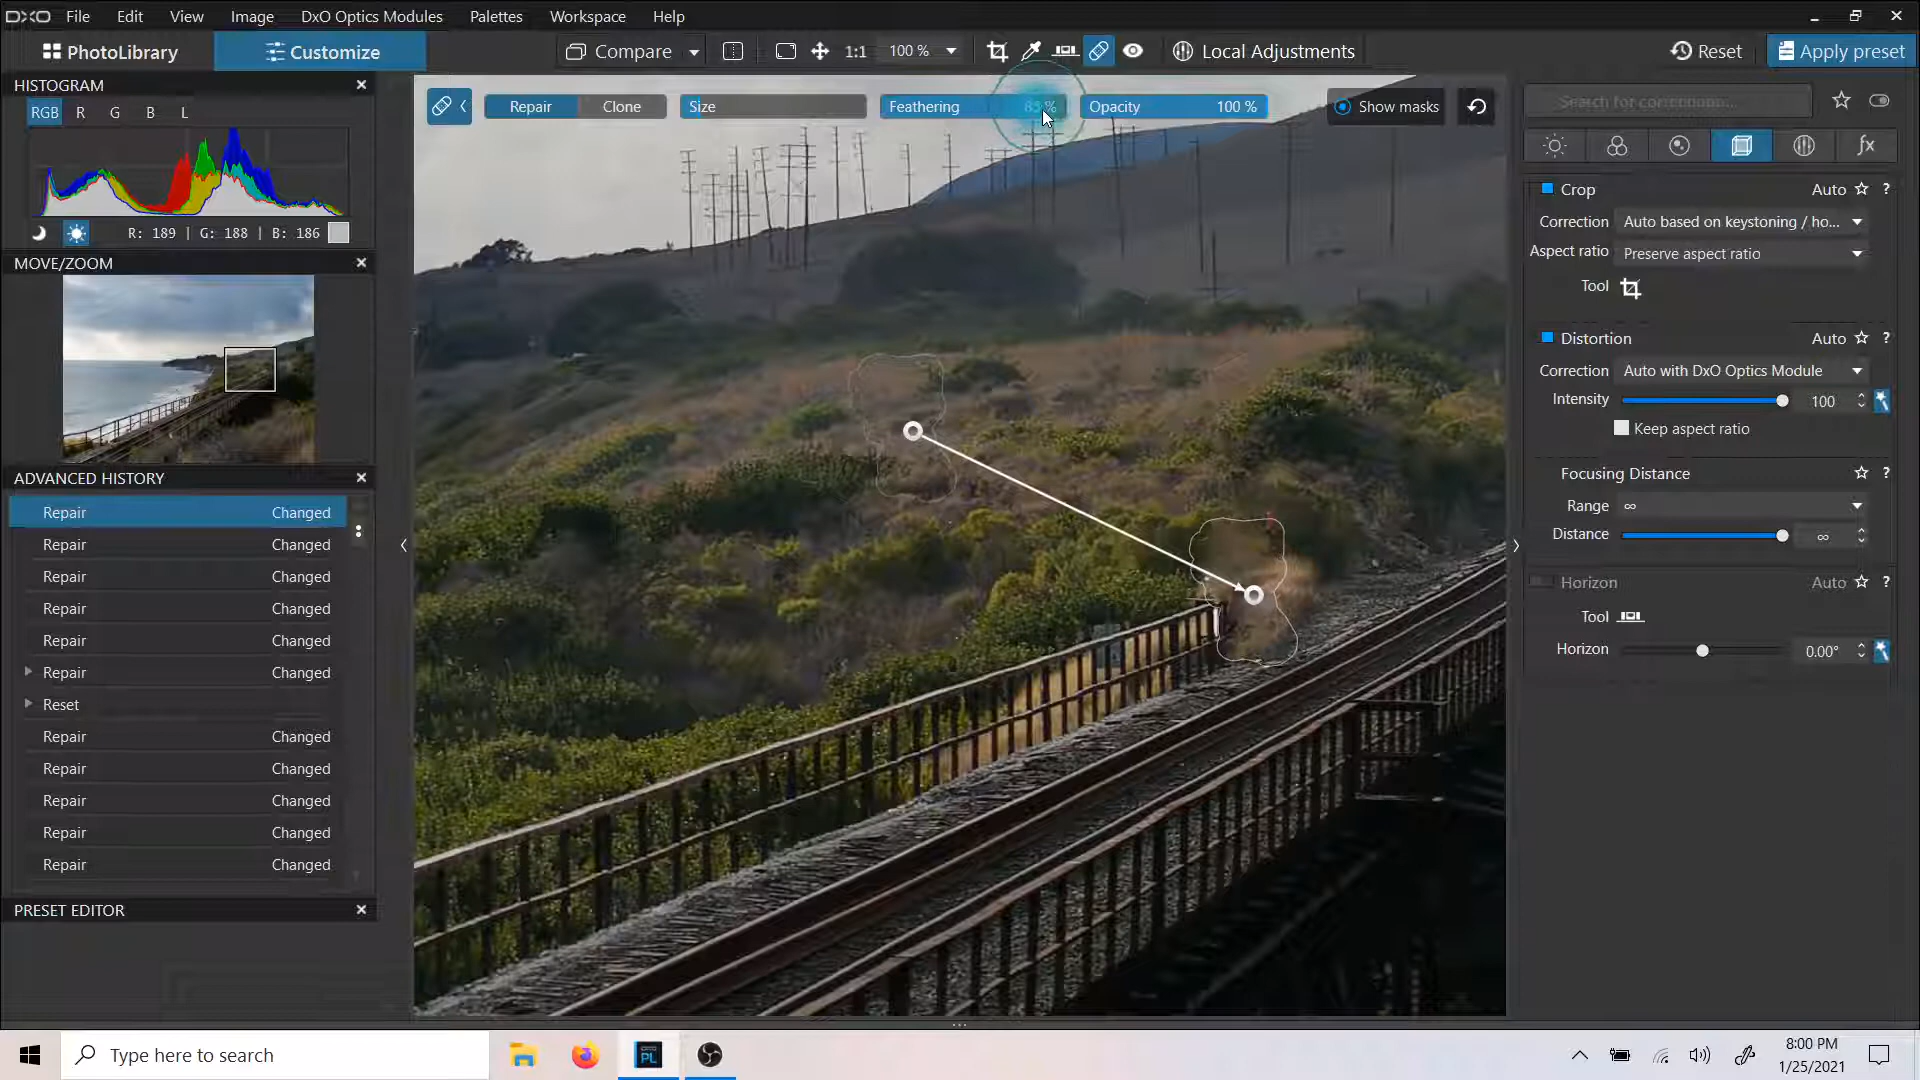 DXO File Edit View Image DxO Optics Modules Palettes Workspace Help
PhotoLibrary Customize Compare 1:1 100 % Local Adjustments Reset Apply preset
HISTOGRAM
RGB R G B L
R: 189 | G: 188 | B: 186
MOVE/ZOOM
ADVANCED HISTORY
Repair Changed
Repair Changed
Repair Changed
Repair Changed
Repair Changed
Repair Changed
Reset
Repair Changed
Repair Changed
Repair Changed
Repair Changed
Repair Changed
PRESET EDITOR
Repair Clone Size Feathering % Opacity 100 % Show masks
Search for correction...
fx
Crop Auto ?
Correction Auto based on keystoning / ho...
Aspect ratio Preserve aspect ratio
Tool
Distortion Auto ?
Correction Auto with DxO Optics Module
Intensity 100
Keep aspect ratio
Focusing Distance ?
Range ∞
Distance ∞
Horizon Auto ?
Tool
Horizon 0.00°
Type here to search
PL
8:00 PM
1/25/2021